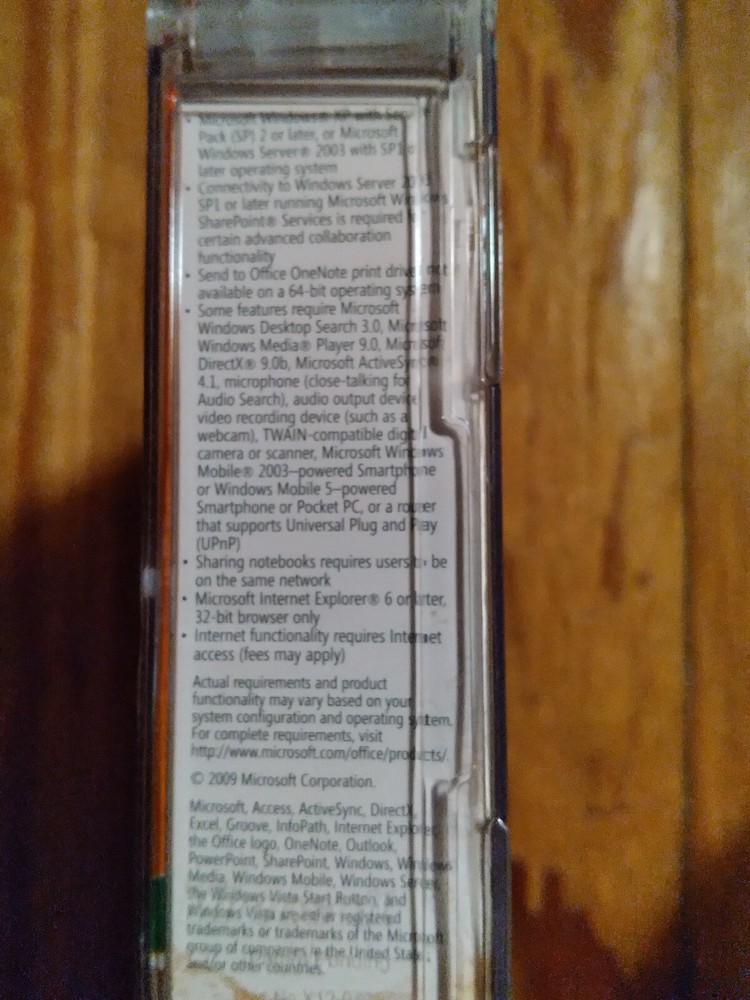 • Microsoft Windows® XP with
Pack (SP) 2 or later, or Microsoft
Windows Server® 2003 with SP1 or
later operating system
• Connectivity to Windows Server 2003
SP1 or later running Microsoft Windows
SharePoint® Services is required
certain advanced collaboration
functionality
• Send to Office OneNote print driver not
available on a 64-bit operating system
• Some features require Microsoft
Windows Desktop Search 3.0, Microsoft
Windows Media® Player 9.0, Microsoft
DirectX® 9.0b, Microsoft ActiveSync®
4.1, microphone (close-talking for
Audio Search), audio output device,
video recording device (such as a
webcam), TWAIN-compatible digital
camera or scanner, Microsoft Windows
Mobile® 2003–powered Smartphone
or Windows Mobile 5–powered
Smartphone or Pocket PC, or a router
that supports Universal Plug and Play
(UPnP)
• Sharing notebooks requires users to be
on the same network
• Microsoft Internet Explorer® 6 or later,
32-bit browser only
• Internet functionality requires Internet
access (fees may apply)
Actual requirements and product
functionality may vary based on your
system configuration and operating system.
For complete requirements, visit
http://www.microsoft.com/office/products/.
© 2009 Microsoft Corporation.
Microsoft, Access, ActiveSync, DirectX,
Excel, Groove, InfoPath, Internet Explorer,
the Office logo, OneNote, Outlook,
PowerPoint, SharePoint, Windows, Windows
Media, Windows Mobile, Windows Server,
the Windows Vista Start Button, and
Windows Vista are either registered
trademarks or trademarks of the Microsoft
group of companies in the United States
and/or other countries.